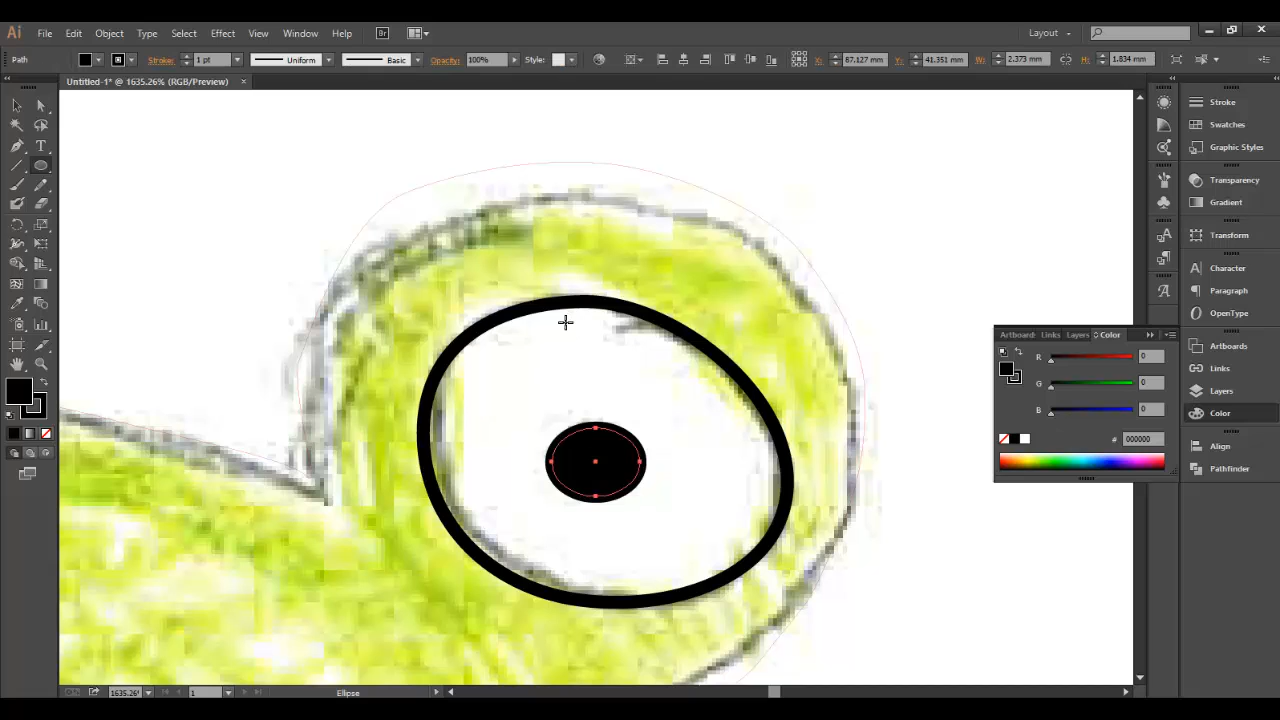 Ai File Edit Object Type Select Effect View Window Help Br Layout
Path Stroke: 1 pt Uniform Basic Opacity: 100% Style: X: 67.127 mm Y: 41.351 mm W: 2.373 mm H: 1.834 mm
Untitled-1* @ 1635.26% (RGB/Preview)
Stroke
Swatches
Graphic Styles
Transparency
Gradient
Transform
Character
Paragraph
OpenType
Artboards
Links
Layers
Color
Align
Pathfinder
Artboard Links Layers Color
R 0
G 0
B 0
# 000000
1635.26% 1 Ellipse